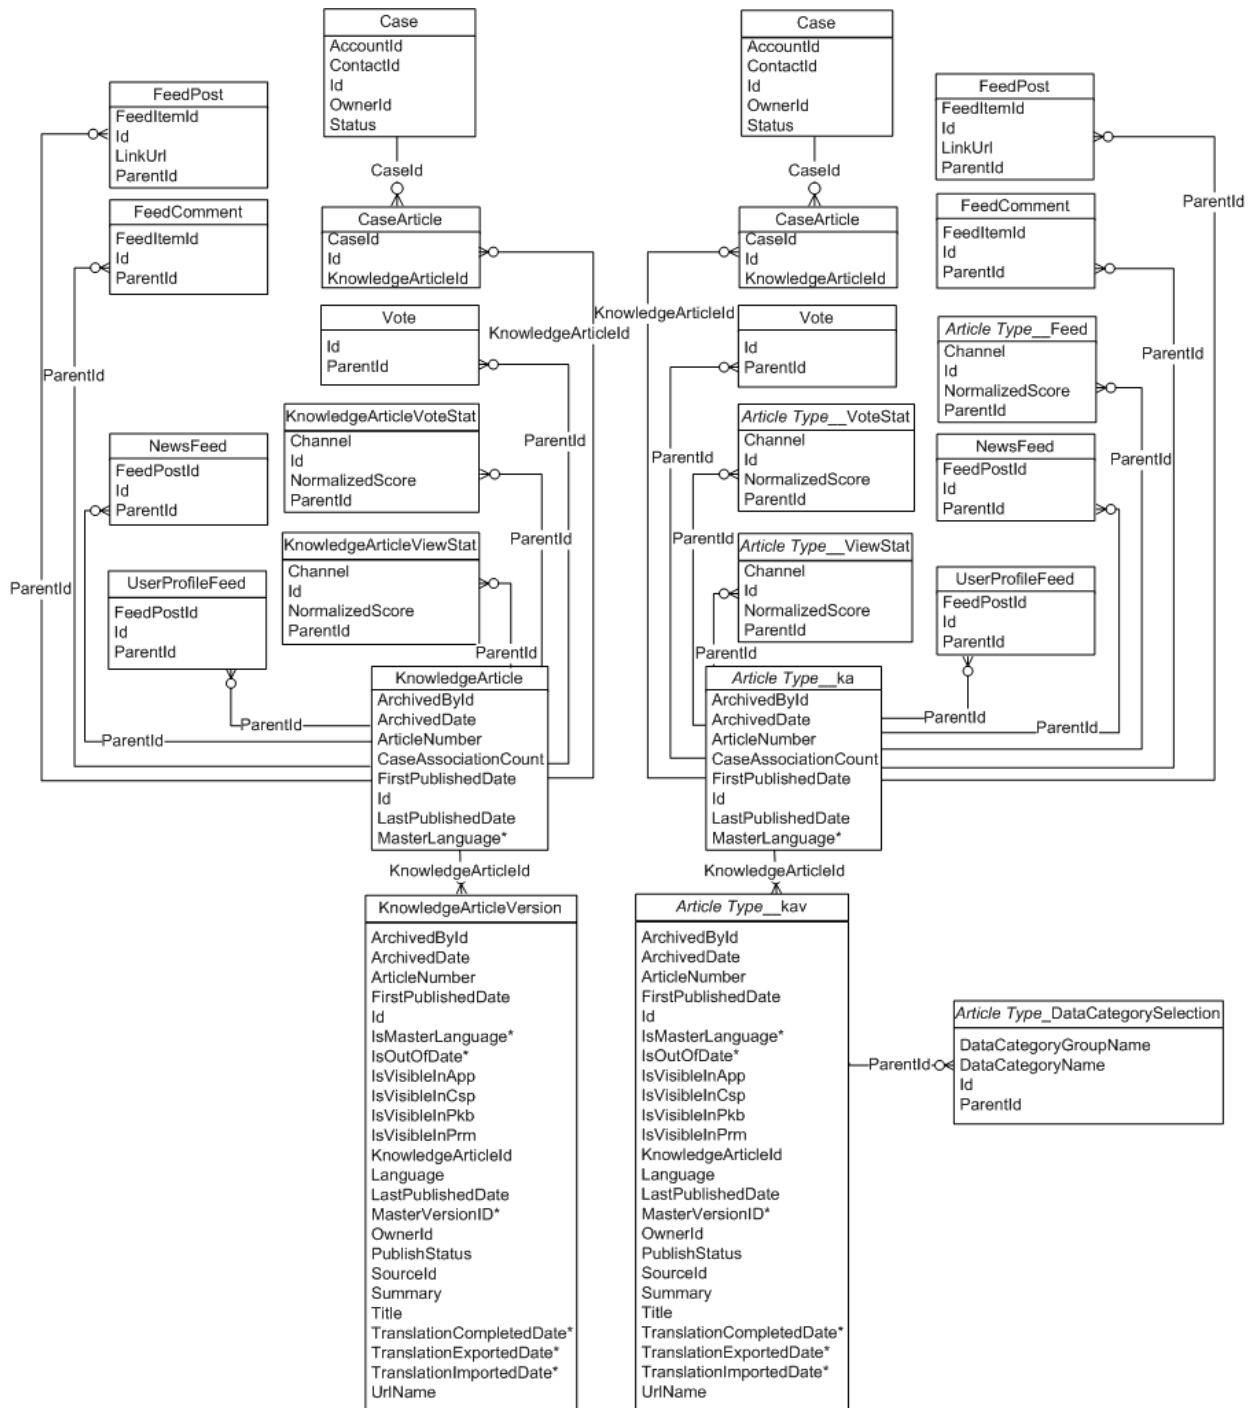 Case
AccountId
ContactId
Id
OwnerId
Status
CaseId
FeedPost
FeedItemId
Id
LinkUrl
ParentId
FeedComment
FeedItemId
Id
ParentId
CaseArticle
CaseId
Id
KnowledgeArticleId
KnowledgeArticleId
Vote
Id
ParentId
ParentId
KnowledgeArticleVoteStat
Channel
Id
NormalizedScore
ParentId
ParentId
NewsFeed
FeedPostId
Id
ParentId
ParentId
KnowledgeArticleViewStat
Channel
Id
NormalizedScore
ParentId
ParentId
UserProfileFeed
FeedPostId
Id
ParentId
ParentId
ParentId
ParentId
KnowledgeArticle
ArchivedById
ArchivedDate
ArticleNumber
CaseAssociationCount
FirstPublishedDate
Id
LastPublishedDate
MasterLanguage*
KnowledgeArticleId
KnowledgeArticleVersion
ArchivedById
ArchivedDate
ArticleNumber
FirstPublishedDate
Id
IsMasterLanguage*
IsOutOfDate*
IsVisibleInApp
IsVisibleInCsp
IsVisibleInPkb
IsVisibleInPrm
KnowledgeArticleId
Language
LastPublishedDate
MasterVersionID*
OwnerId
PublishStatus
SourceId
Summary
Title
TranslationCompletedDate*
TranslationExportedDate*
TranslationImportedDate*
UrlName
Case
AccountId
ContactId
Id
OwnerId
Status
CaseId
FeedPost
FeedItemId
Id
LinkUrl
ParentId
ParentId
FeedComment
FeedItemId
Id
ParentId
CaseArticle
CaseId
Id
KnowledgeArticleId
KnowledgeArticleId
Vote
Id
ParentId
Article Type__Feed
Channel
Id
NormalizedScore
ParentId
ParentId
Article Type__VoteStat
Channel
Id
NormalizedScore
ParentId
ParentId
NewsFeed
FeedPostId
Id
ParentId
ParentId
Article Type__ViewStat
Channel
Id
NormalizedScore
ParentId
ParentId
UserProfileFeed
FeedPostId
Id
ParentId
ParentId
ParentId
Article Type__ka
ArchivedById
ArchivedDate
ArticleNumber
CaseAssociationCount
FirstPublishedDate
Id
LastPublishedDate
MasterLanguage*
KnowledgeArticleId
Article Type__kav
ArchivedById
ArchivedDate
ArticleNumber
FirstPublishedDate
Id
IsMasterLanguage*
IsOutOfDate*
IsVisibleInApp
IsVisibleInCsp
IsVisibleInPkb
IsVisibleInPrm
KnowledgeArticleId
Language
LastPublishedDate
MasterVersionID*
OwnerId
PublishStatus
SourceId
Summary
Title
TranslationCompletedDate*
TranslationExportedDate*
TranslationImportedDate*
UrlName
ParentId
Article Type_DataCategorySelection
DataCategoryGroupName
DataCategoryName
Id
ParentId